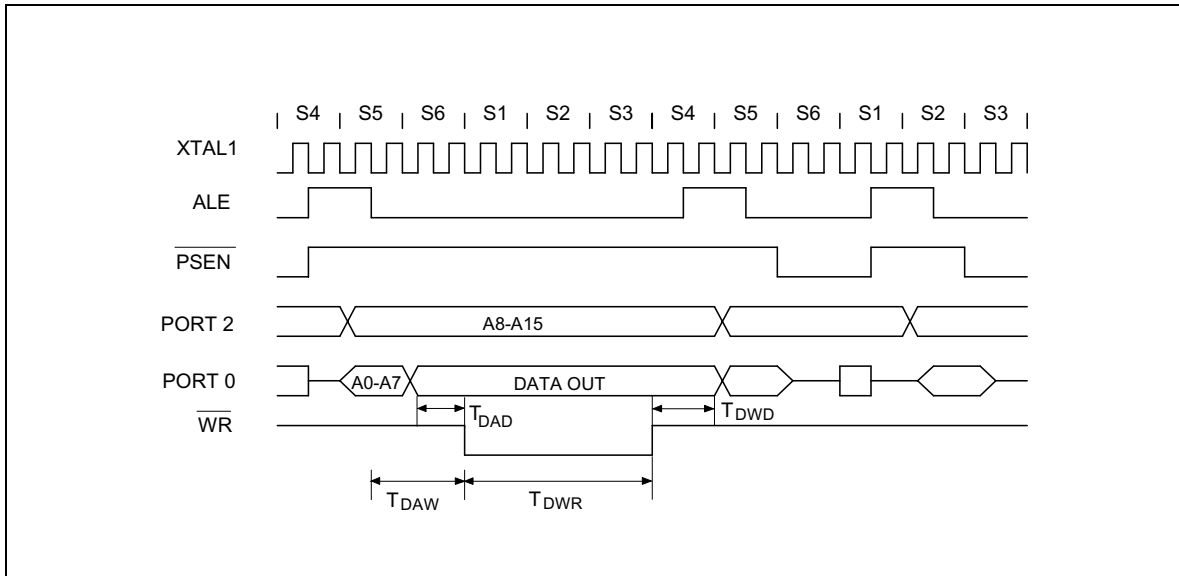 S4 S5 S6 S1 S2 S3 S4 S5 S6 S1 S2 S3
XTAL1
ALE
PSEN
PORT 2 A8-A15
PORT 0 A0-A7 DATA OUT
WR TDAD TDWD
TDAW TDWR